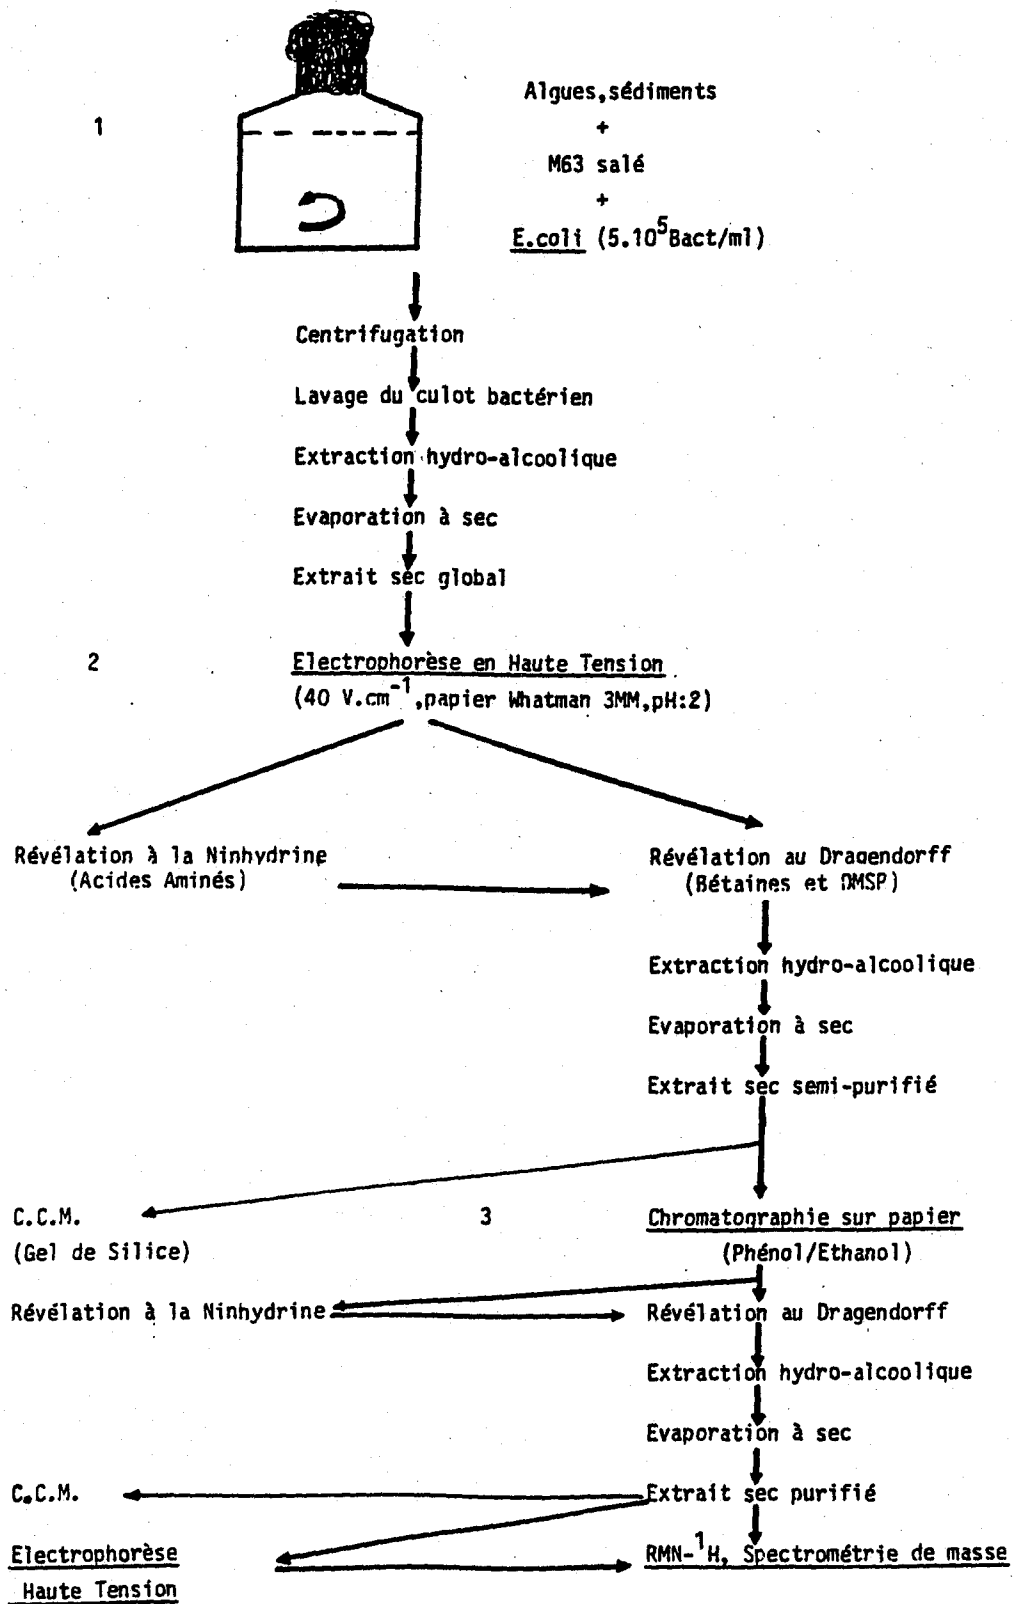 1
Algues,sédiments
+
M63 salé
+
E.coli (5.10⁵Bact/ml)
Centrifugation
Lavage du culot bactérien
Extraction hydro-alcoolique
Evaporation à sec
Extrait sec global
2
Electrophorèse en Haute Tension
(40 V.cm⁻¹,papier Whatman 3MM,pH:2)
Révélation à la Ninhydrine
(Acides Aminés)
Révélation au Dragendorff
(Bétaines et DMSP)
Extraction hydro-alcoolique
Evaporation à sec
Extrait sec semi-purifié
C.C.M.
(Gel de Silice)
3
Chromatographie sur papier
(Phénol/Ethanol)
Révélation à la Ninhydrine
Révélation au Dragendorff
Extraction hydro-alcoolique
Evaporation à sec
C.C.M.
Extrait sec purifié
Electrophorèse
Haute Tension
RMN-¹H, Spectrométrie de masse